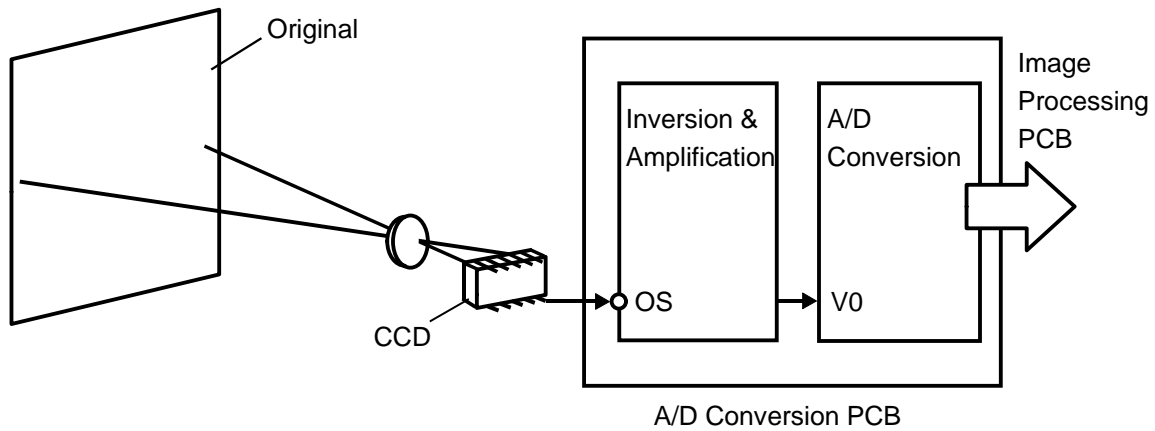 Original
CCD
Inversion &
Amplification
OS
A/D
Conversion
V0
Image
Processing
PCB
A/D Conversion PCB